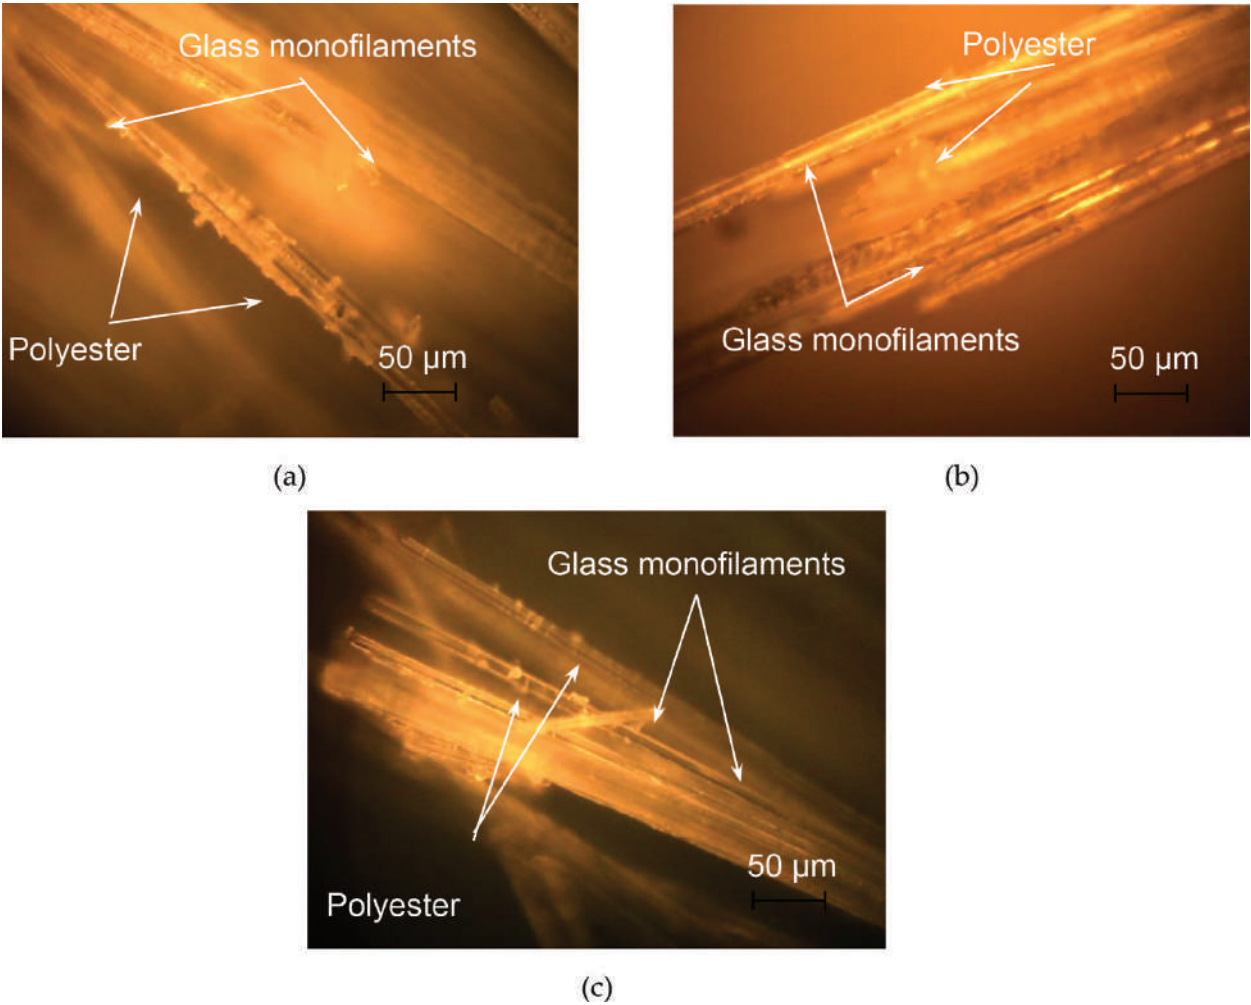 Glass monofilaments
Polyester
50 µm
(a)
Polyester
Glass monofilaments
50 µm
(b)
Glass monofilaments
50 µm
Polyester
(c)